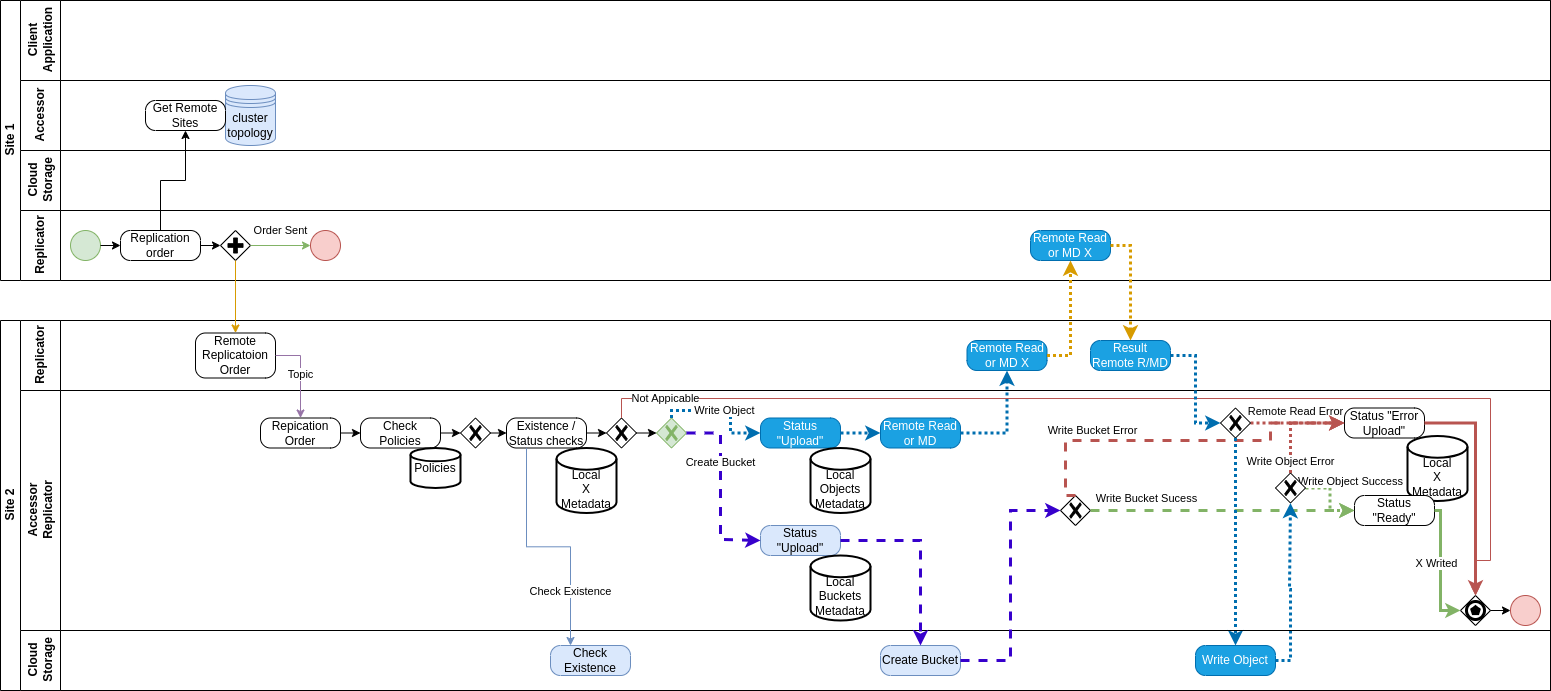 Site 1
Client
Application
Accessor
Get Remote
Sites
cluster
topology
Cloud
Storage
Replicator
Replication
order
Order Sent
Remote Read
or MD X
Site 2
Replicator
Remote
Replicatoion
Order
Topic
Remote Read
or MD X
Result
Remote R/MD
Accessor
Replicator
Repication
Order
Check
Policies
Policies
Existence /
Status checks
Local
X
Metadata
Not Appicable
Write Object
Create Bucket
Status
"Upload"
Local
Objects
Metadata
Remote Read
or MD
Status
"Upload"
Local
Buckets
Metadata
Write Bucket Error
Write Bucket Sucess
Remote Read Error
Write Object Error
Write Object Success
Status "Error
Upload"
Local
X
Metadata
Status
"Ready"
X Writed
Check Existence
Cloud
Storage
Check
Existence
Create Bucket
Write Object